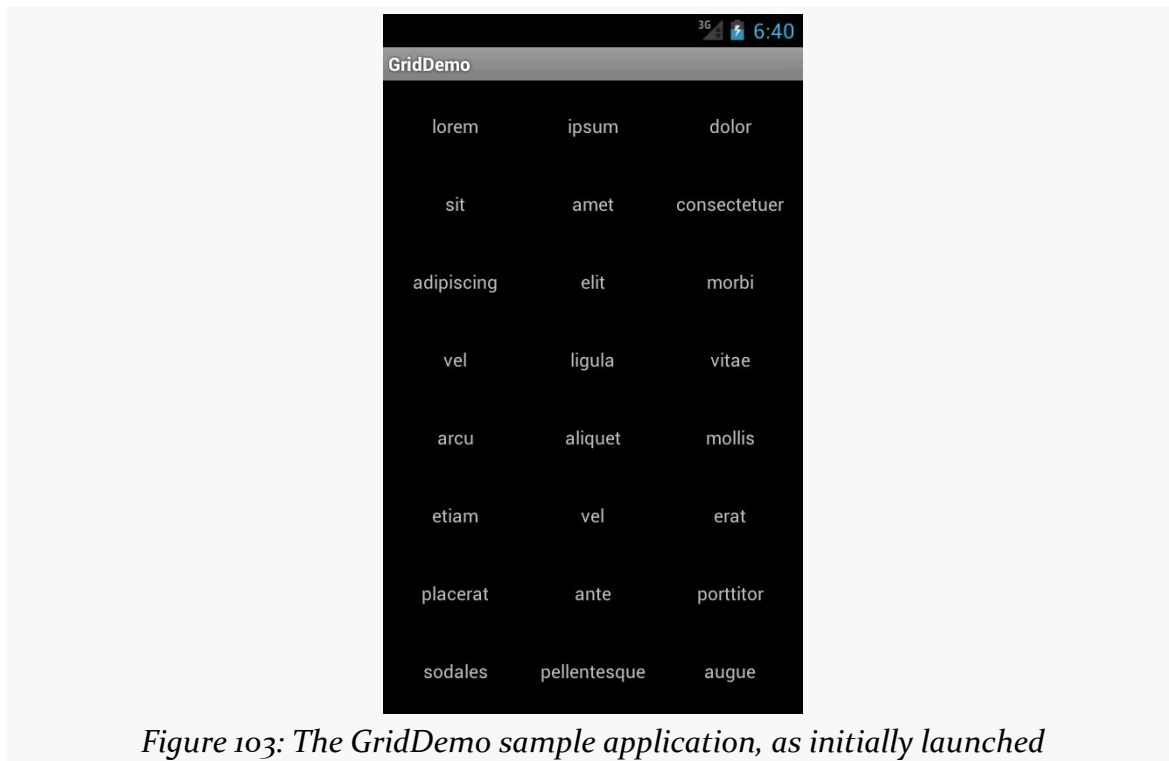 3G 6:40
GridDemo
lorem ipsum dolor
sit amet consectetuer
adipiscing elit morbi
vel ligula vitae
arcu aliquet mollis
etiam vel erat
placerat ante porttitor
sodales pellentesque augue
Figure 103: The GridDemo sample application, as initially launched